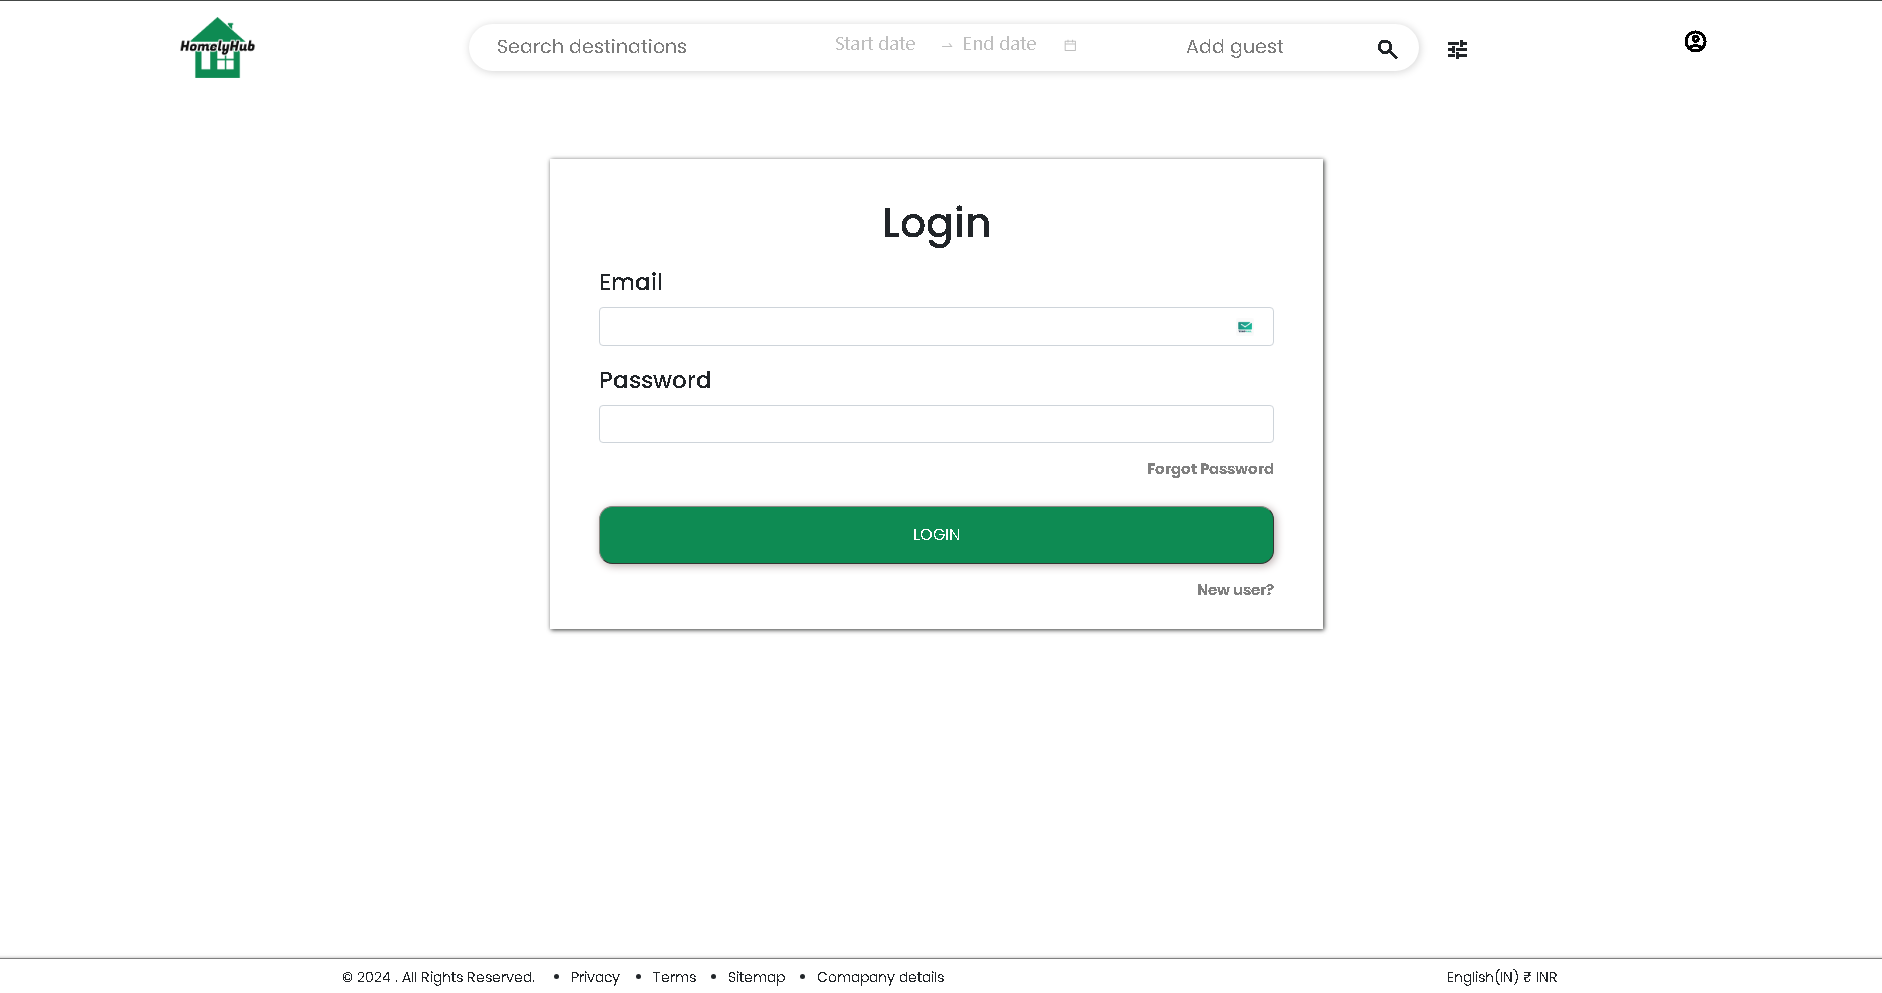 HomelyHub
Search destinations Start date → End date Add guest
Login
Email
Password
Forgot Password
LOGIN
New user?
© 2024 . All Rights Reserved. • Privacy • Terms • Sitemap • Comapany details English(IN) ₹ INR